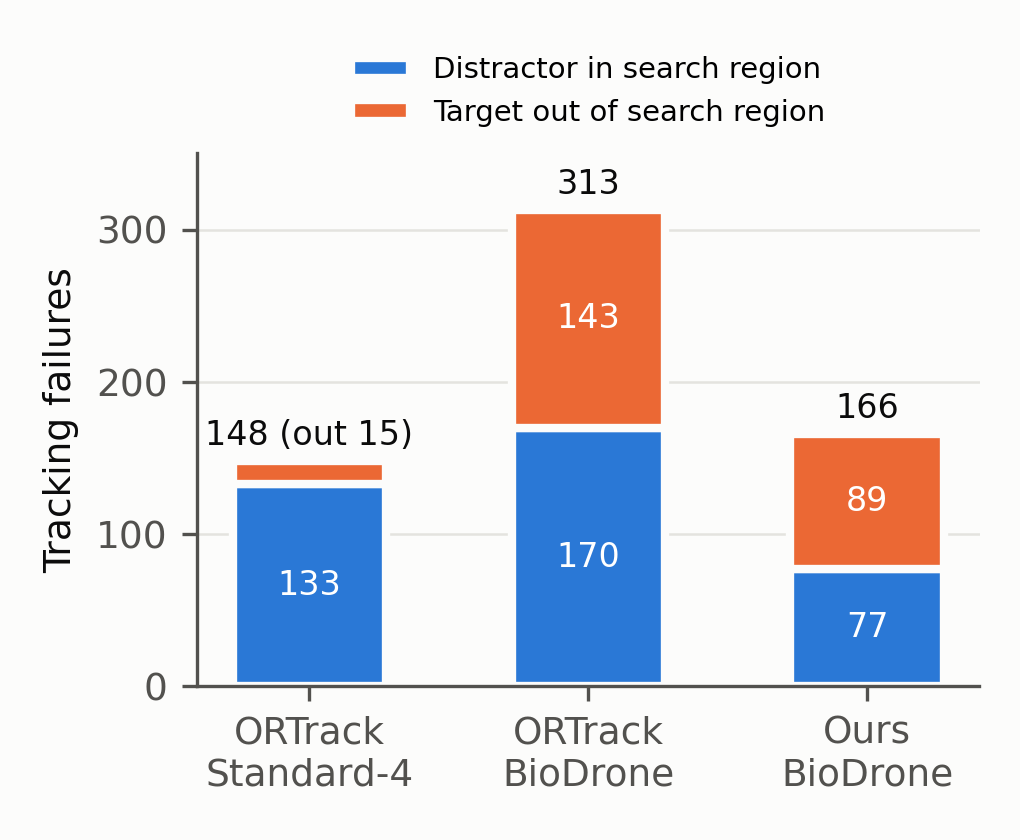 Distractor in search region
Target out of search region
Tracking failures
300
200
100
0
148 (out 15)
133
313
143
170
166
89
77
ORTrack
Standard-4
ORTrack
BioDrone
Ours
BioDrone